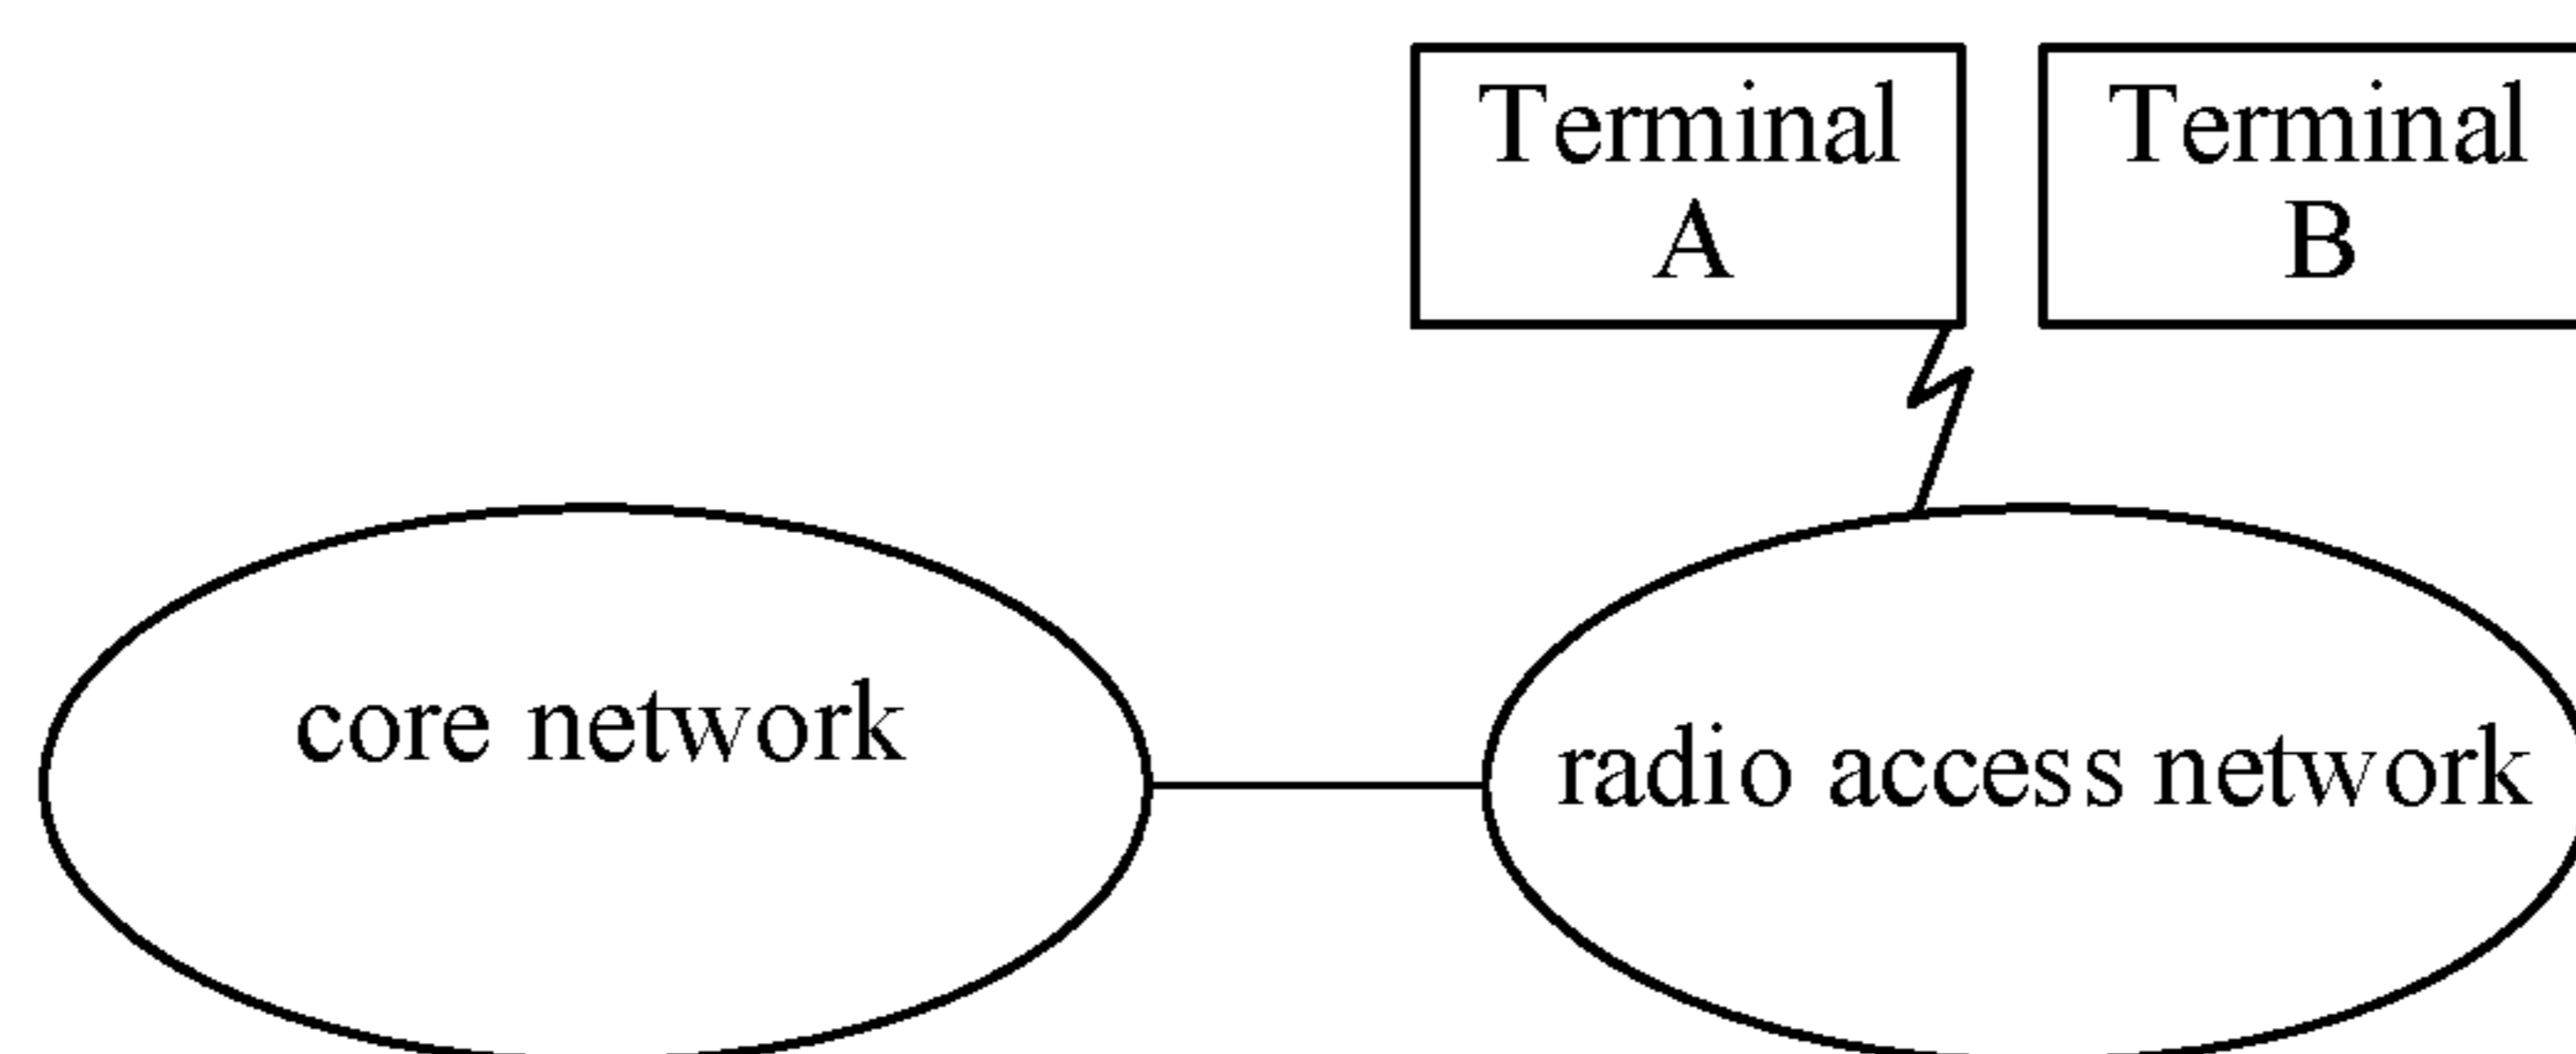 Terminal
A
Terminal
B
core network
radio access network